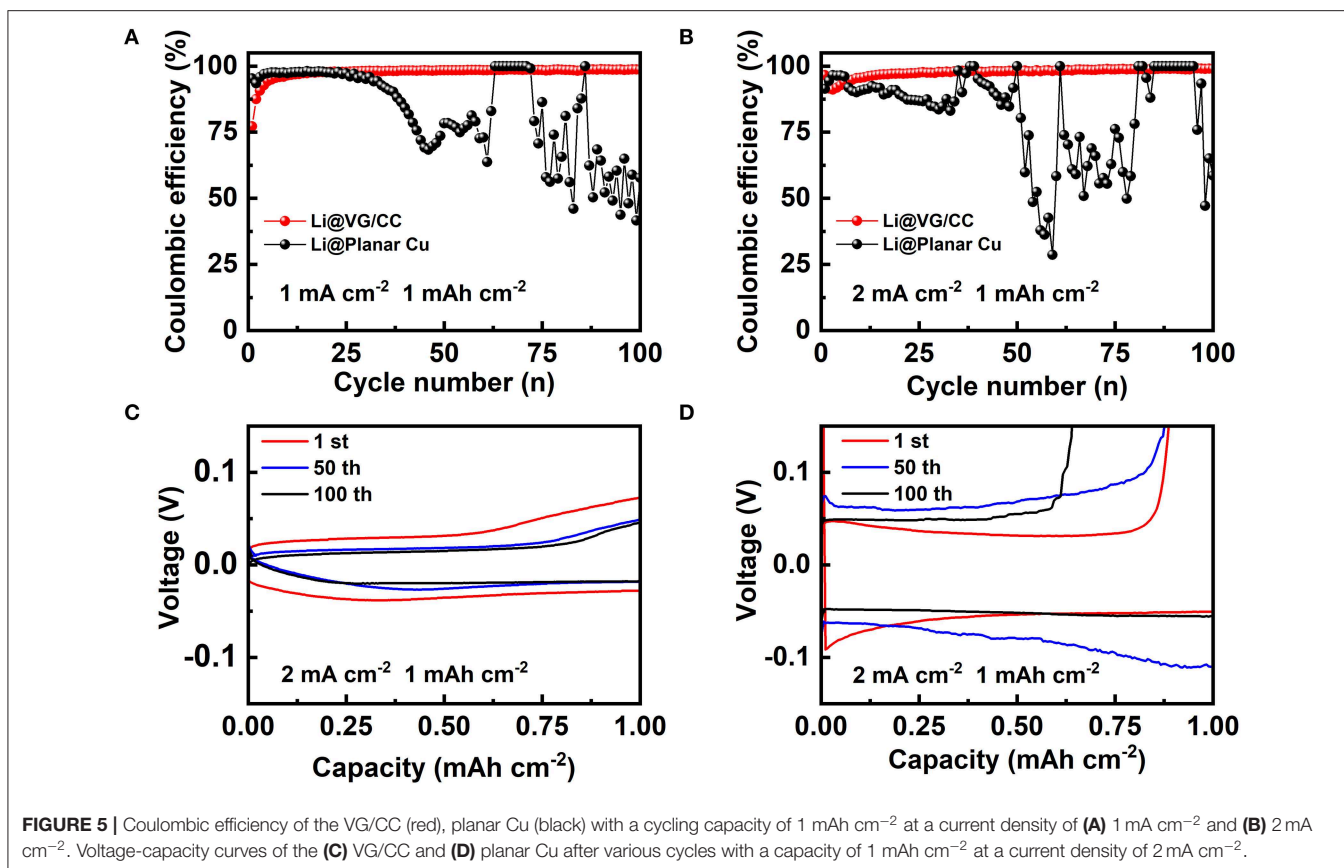 A
Coulombic efficiency (%)
100
75
50
25
0
Li@VG/CC
Li@Planar Cu
1 mA cm⁻² 1 mAh cm⁻²
0 25 50 75 100
Cycle number (n)
B
Coulombic efficiency (%)
100
75
50
25
0
Li@VG/CC
Li@Planar Cu
2 mA cm⁻² 1 mAh cm⁻²
0 25 50 75 100
Cycle number (n)
C
Voltage (V)
0.1
0.0
-0.1
1 st
50 th
100 th
2 mA cm⁻² 1 mAh cm⁻²
0.00 0.25 0.50 0.75 1.00
Capacity (mAh cm⁻²)
D
Voltage (V)
0.1
0.0
-0.1
1 st
50 th
100 th
2 mA cm⁻² 1 mAh cm⁻²
0.00 0.25 0.50 0.75 1.00
Capacity (mAh cm⁻²)
FIGURE 5 | Coulombic efficiency of the VG/CC (red), planar Cu (black) with a cycling capacity of 1 mAh cm⁻² at a current density of (A) 1 mA cm⁻² and (B) 2 mA
cm⁻². Voltage-capacity curves of the (C) VG/CC and (D) planar Cu after various cycles with a capacity of 1 mAh cm⁻² at a current density of 2 mA cm⁻².